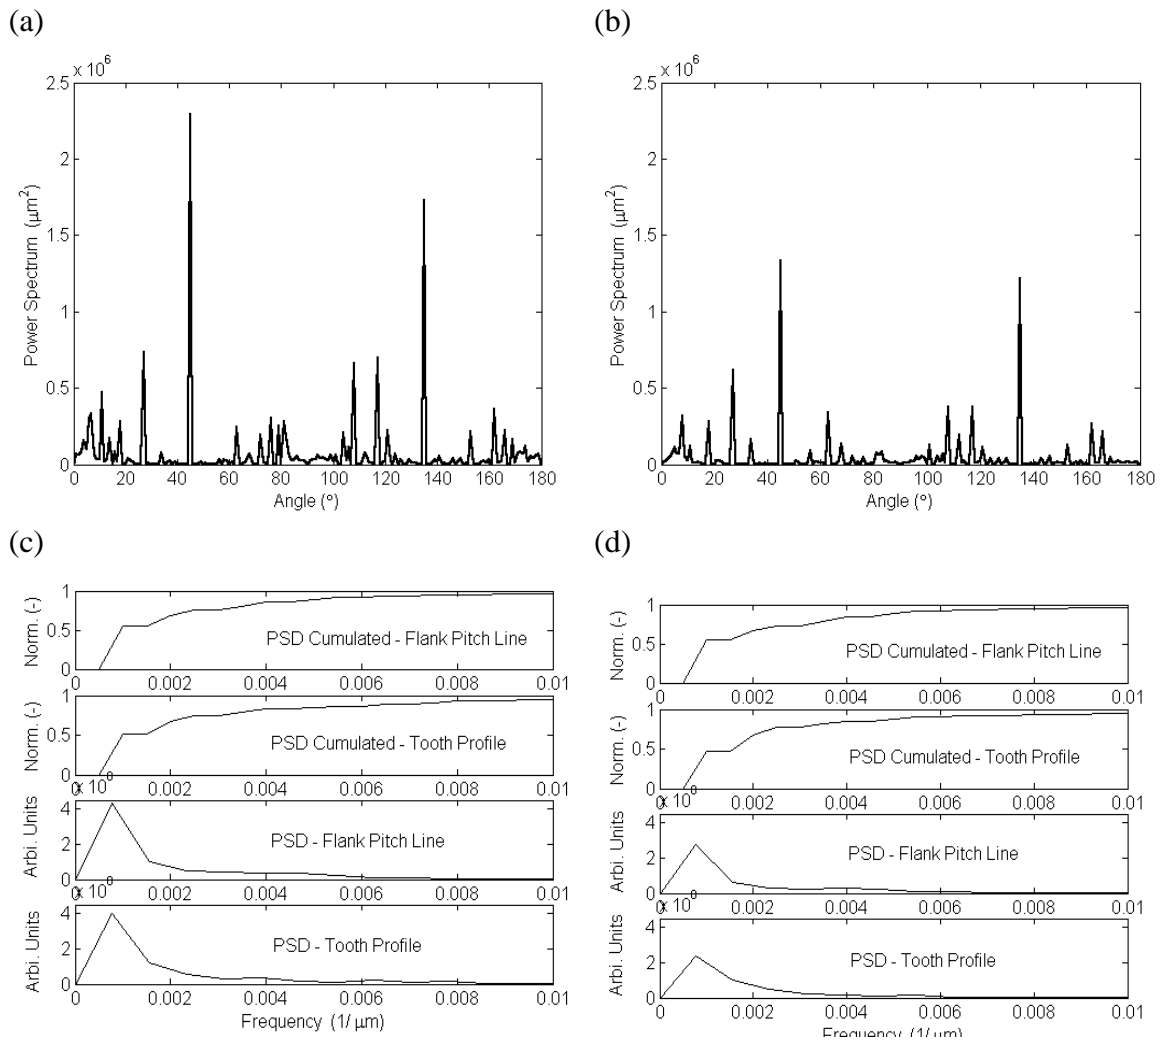 (a)
(b)
x 10^6
2.5
2
1.5
1
0.5
0
Power Spectrum (μm²)
0 20 40 60 80 100 120 140 160 180
Angle (°)
x 10^6
2.5
2
1.5
1
0.5
0
Power Spectrum (μm²)
0 20 40 60 80 100 120 140 160 180
Angle (°)
(c)
(d)
1
0.5
0
Norm. (-)
PSD Cumulated - Flank Pitch Line
0 0.002 0.004 0.006 0.008 0.01
1
0.5
0
Norm. (-)
PSD Cumulated - Tooth Profile
0 0.002 0.004 0.006 0.008 0.01
x 10
4
2
0
Arbi. Units
PSD - Flank Pitch Line
0 0.002 0.004 0.006 0.008 0.01
x 10
4
2
0
Arbi. Units
PSD - Tooth Profile
0 0.002 0.004 0.006 0.008 0.01
Frequency (1/ μm)
1
0.5
0
Norm. (-)
PSD Cumulated - Flank Pitch Line
0 0.002 0.004 0.006 0.008 0.01
1
0.5
0
Norm. (-)
PSD Cumulated - Tooth Profile
0 0.002 0.004 0.006 0.008 0.01
x 10
4
2
0
Arbi. Units
PSD - Flank Pitch Line
0 0.002 0.004 0.006 0.008 0.01
x 10
4
2
0
Arbi. Units
PSD - Tooth Profile
0 0.002 0.004 0.006 0.008 0.01
Frequency (1/ μm)